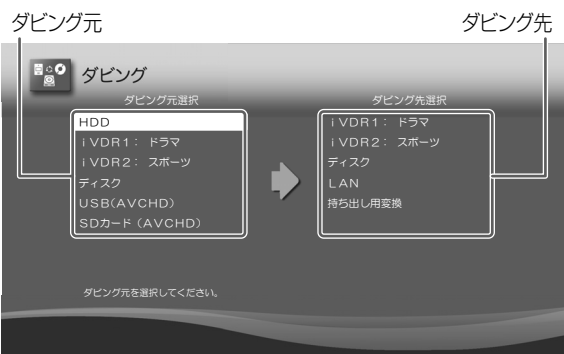 ダビング元
ダビング先
ダビング
ダビング元選択
HDD
iVDR1: ドラマ
iVDR2: スポーツ
ディスク
USB(AVCHD)
SDカード(AVCHD)
ダビング先選択
iVDR1: ドラマ
iVDR2: スポーツ
ディスク
LAN
持ち出し用変換
ダビング元を選択してください。